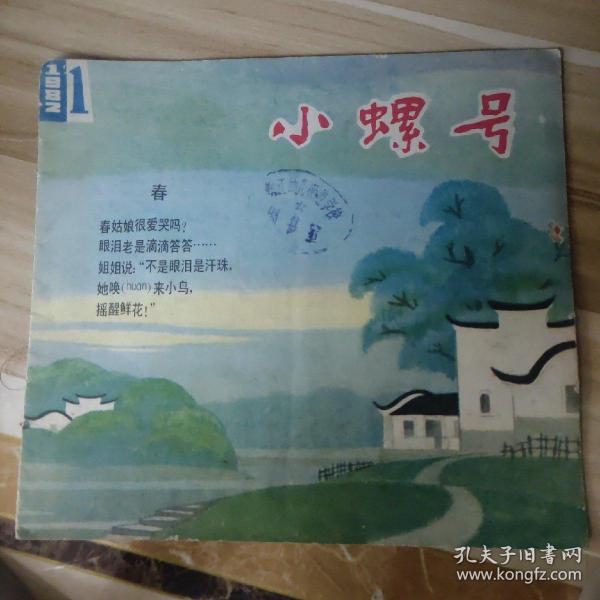 1982
1
小螺号
春
春姑娘很爱哭吗?
眼泪老是滴滴答答……
姐姐说:“不是眼泪是汗珠,
她唤(huàn)来小鸟,
摇醒鲜花!”
孔夫子旧书网
www.kongfz.com